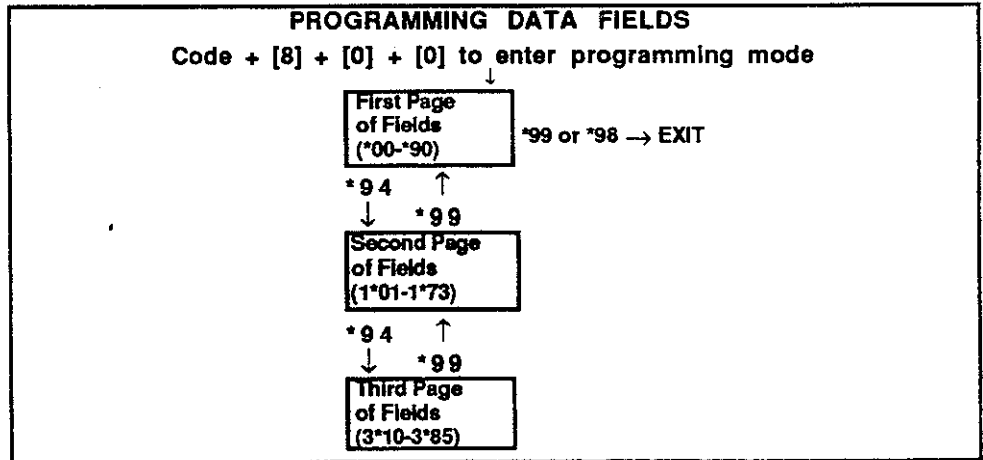 PROGRAMMING DATA FIELDS
Code + [8] + [0] + [0] to enter programming mode
↓
First Page
of Fields
(*00-*90)
*99 or *98 → EXIT
*94 ↑
↓ *99
Second Page
of Fields
(1*01-1*73)
*94 ↑
↓ *99
Third Page
of Fields
(3*10-3*85)